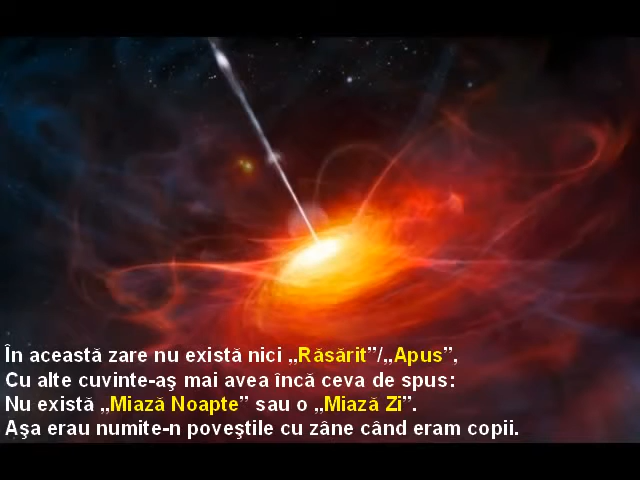 În această zare nu există nici „Răsărit”/„Apus”,
Cu alte cuvinte-aş mai avea încă ceva de spus:
Nu există „Miază Noapte” sau o „Miază Zi”.
Aşa erau numite-n poveştile cu zâne când eram copii.